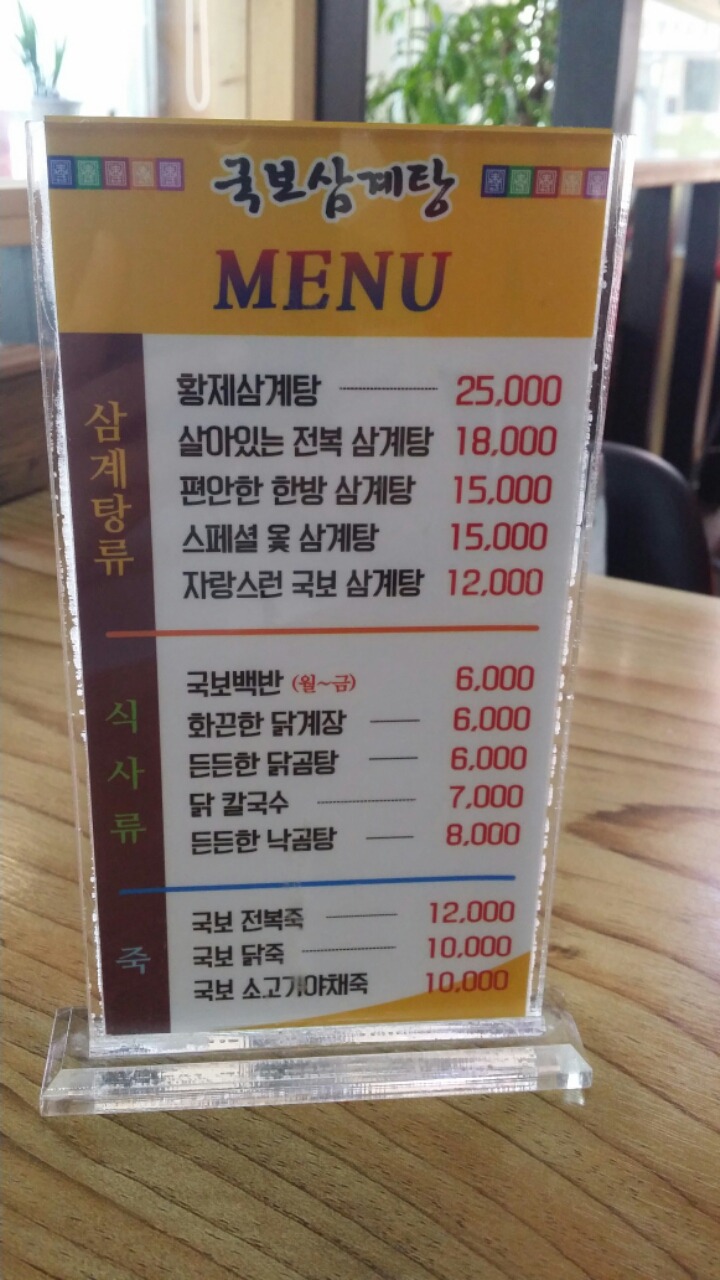 국보삼계탕
MENU
삼계탕류
황제삼계탕 25,000
살아있는 전복 삼계탕 18,000
편안한 한방 삼계탕 15,000
스페셜 옻 삼계탕 15,000
자랑스런 국보 삼계탕 12,000
식사류
국보백반 (월~금) 6,000
화끈한 닭계장 6,000
든든한 닭곰탕 6,000
닭 칼국수 7,000
든든한 낙곰탕 8,000
죽
국보 전복죽 12,000
국보 닭죽 10,000
국보 소고기야채죽 10,000